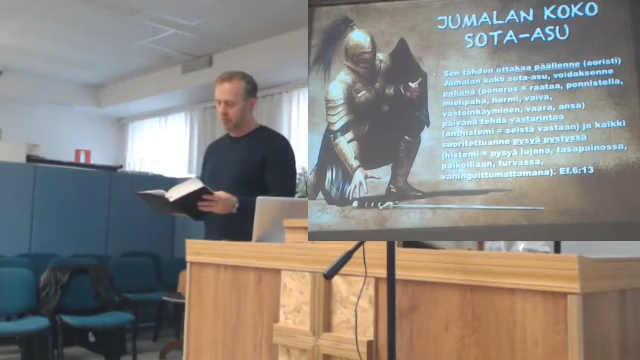 JUMALAN KOKO
SOTA-ASU
Sen tähden ottakaa päällenne (aoristi)
Jumalan koko sota-asu, voidaksenne
pahana (poneros = raataa, ponnistella,
mielipaha, harmi, vaiva,
vastoinkäyminen, vaara, ansa)
päivänä tehdä vastarintaa
(anthistemi = seistä vastaan) ja kaikki
suoritettuanne pysyä pystyssä
(histemi = pysyä lujana, tasapainossa,
paikoillaan, turvassa,
vahingoittumattomana). Ef.6:13